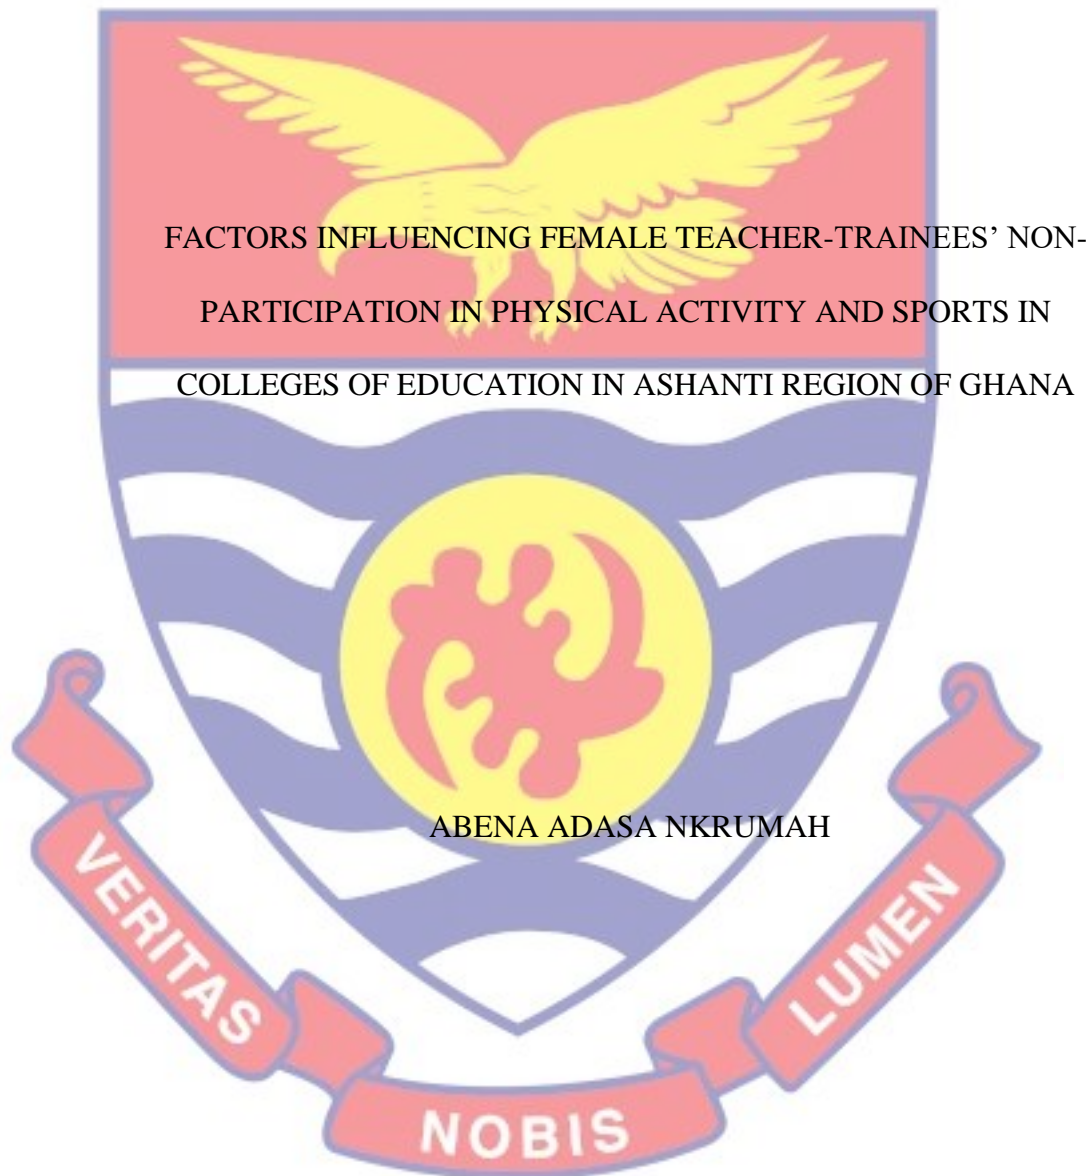 FACTORS INFLUENCING FEMALE TEACHER-TRAINEES’ NON-
PARTICIPATION IN PHYSICAL ACTIVITY AND SPORTS IN
COLLEGES OF EDUCATION IN ASHANTI REGION OF GHANA
ABENA ADASA NKRUMAH
VERITAS
NOBIS
LUMEN